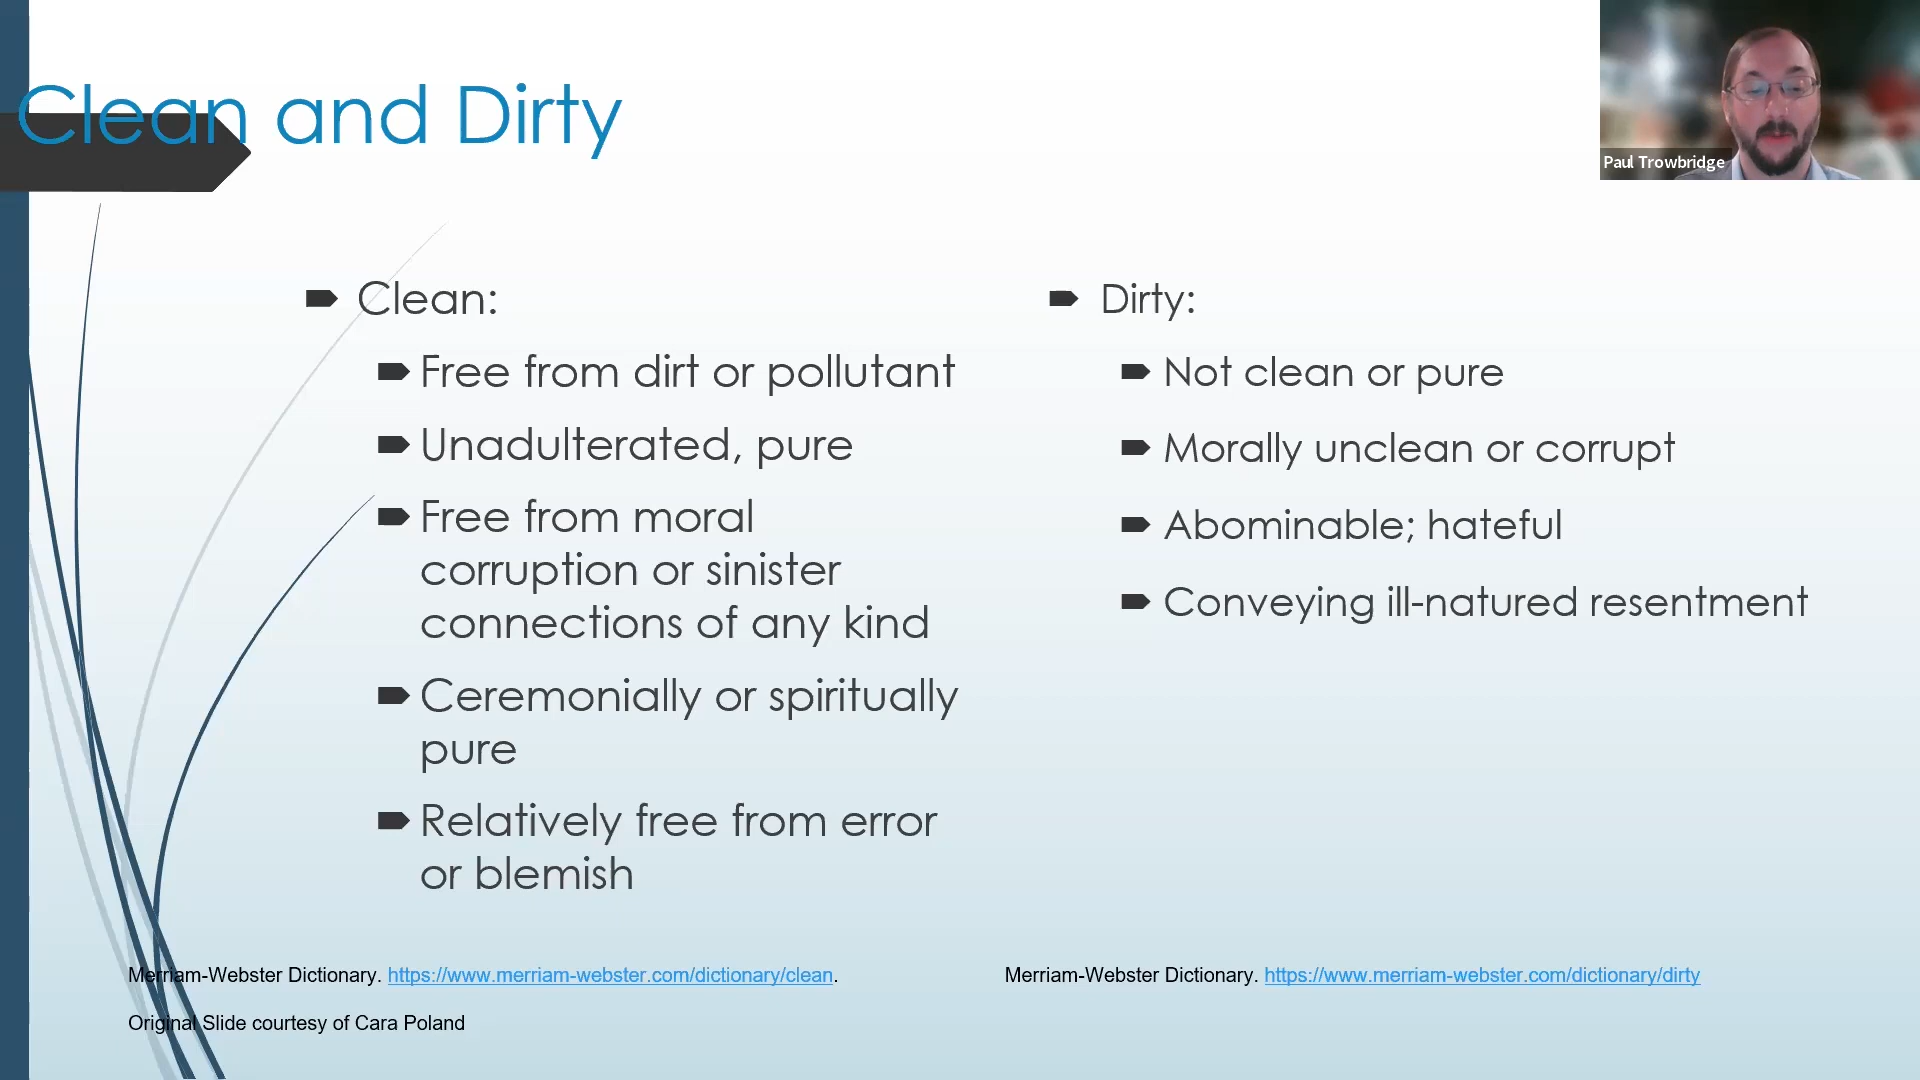 Clean and Dirty
Paul Trowbridge
Clean:
Free from dirt or pollutant
Unadulterated, pure
Free from moral
corruption or sinister
connections of any kind
Ceremonially or spiritually
pure
Relatively free from error
or blemish
Dirty:
Not clean or pure
Morally unclean or corrupt
Abominable; hateful
Conveying ill-natured resentment
Merriam-Webster Dictionary. https://www.merriam-webster.com/dictionary/clean.
Merriam-Webster Dictionary. https://www.merriam-webster.com/dictionary/dirty
Original Slide courtesy of Cara Poland